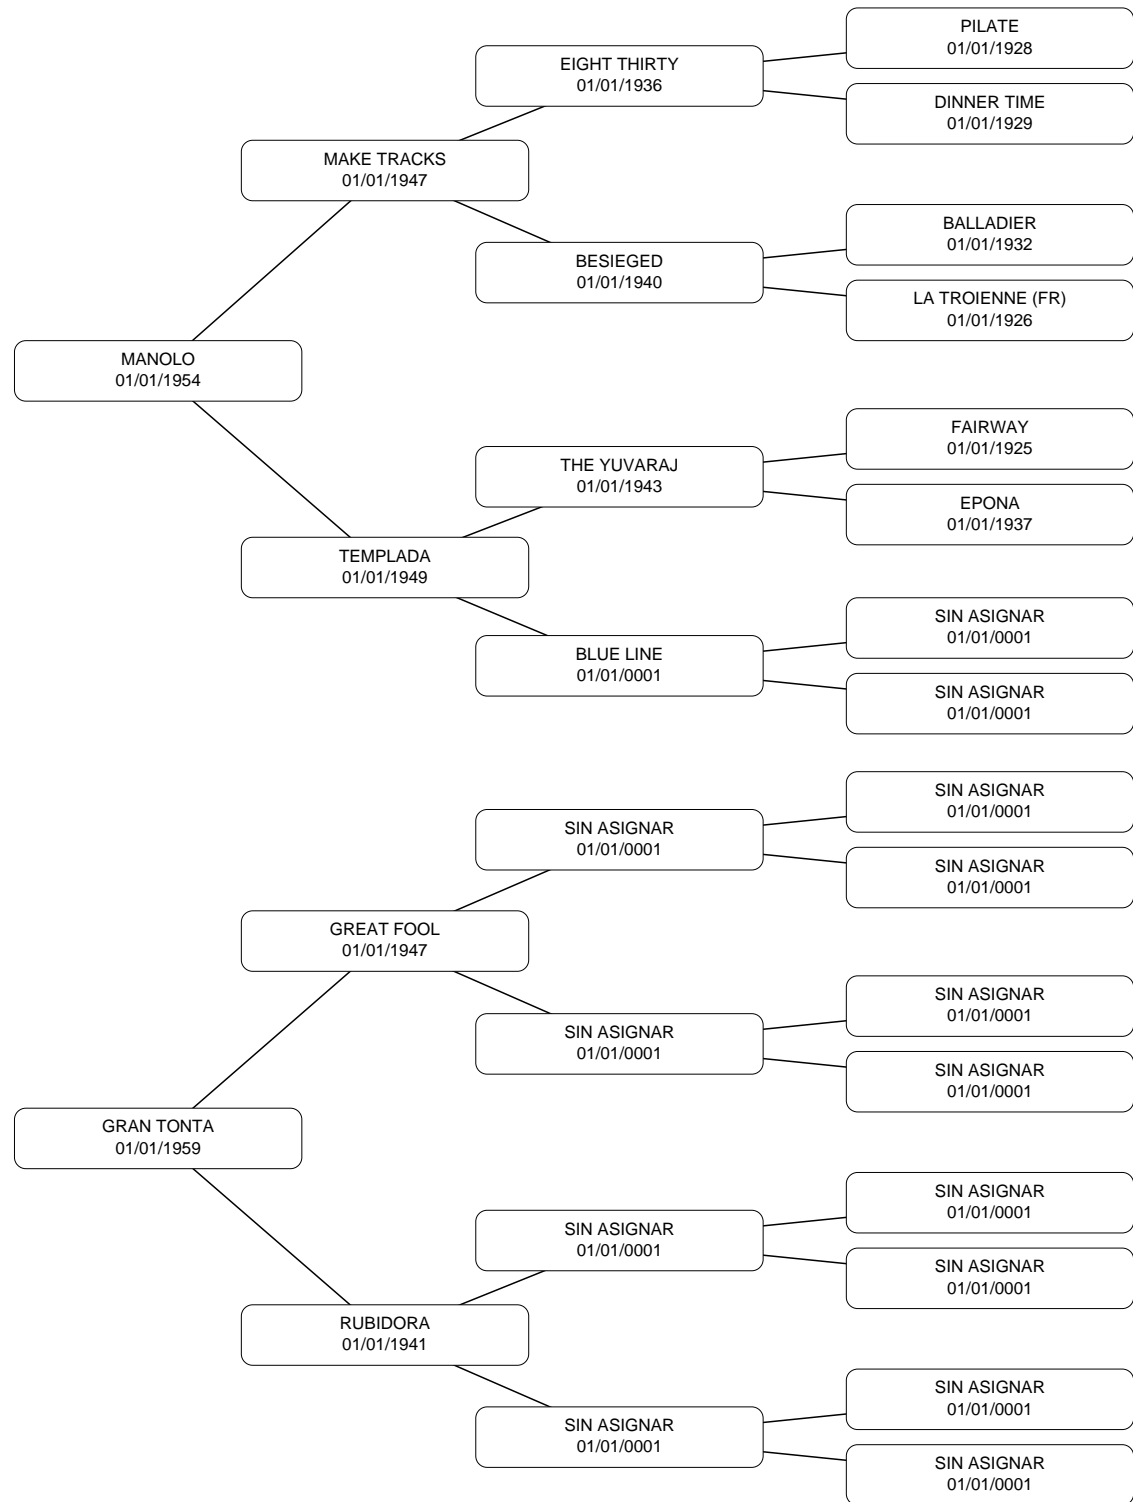 PILATE
01/01/1928
EIGHT THIRTY
01/01/1936
DINNER TIME
01/01/1929
MAKE TRACKS
01/01/1947
BALLADIER
01/01/1932
BESIEGED
01/01/1940
LA TROIENNE (FR)
01/01/1926
MANOLO
01/01/1954
FAIRWAY
01/01/1925
THE YUVARAJ
01/01/1943
EPONA
01/01/1937
TEMPLADA
01/01/1949
SIN ASIGNAR
01/01/0001
BLUE LINE
01/01/0001
SIN ASIGNAR
01/01/0001
SIN ASIGNAR
01/01/0001
SIN ASIGNAR
01/01/0001
SIN ASIGNAR
01/01/0001
GREAT FOOL
01/01/1947
SIN ASIGNAR
01/01/0001
SIN ASIGNAR
01/01/0001
SIN ASIGNAR
01/01/0001
GRAN TONTA
01/01/1959
SIN ASIGNAR
01/01/0001
SIN ASIGNAR
01/01/0001
SIN ASIGNAR
01/01/0001
RUBIDORA
01/01/1941
SIN ASIGNAR
01/01/0001
SIN ASIGNAR
01/01/0001
SIN ASIGNAR
01/01/0001